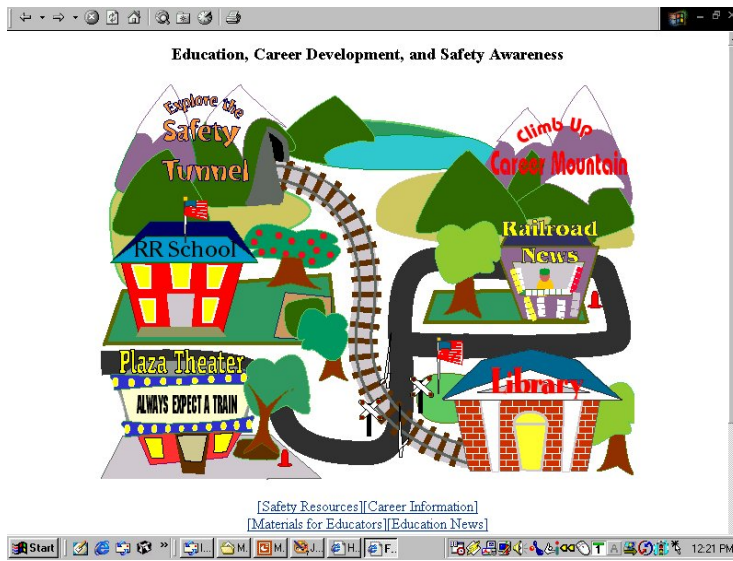 Education, Career Development, and Safety Awareness
Explore the
Safety
Tunnel
Climb Up
Career Mountain
RR School
Railroad
News
Plaza Theater
ALWAYS EXPECT A TRAIN
Library
[Safety Resources][Career Information]
[Materials for Educators][Education News]
Start
I...
M.
M.
J...
H..
F..
12:21 PM